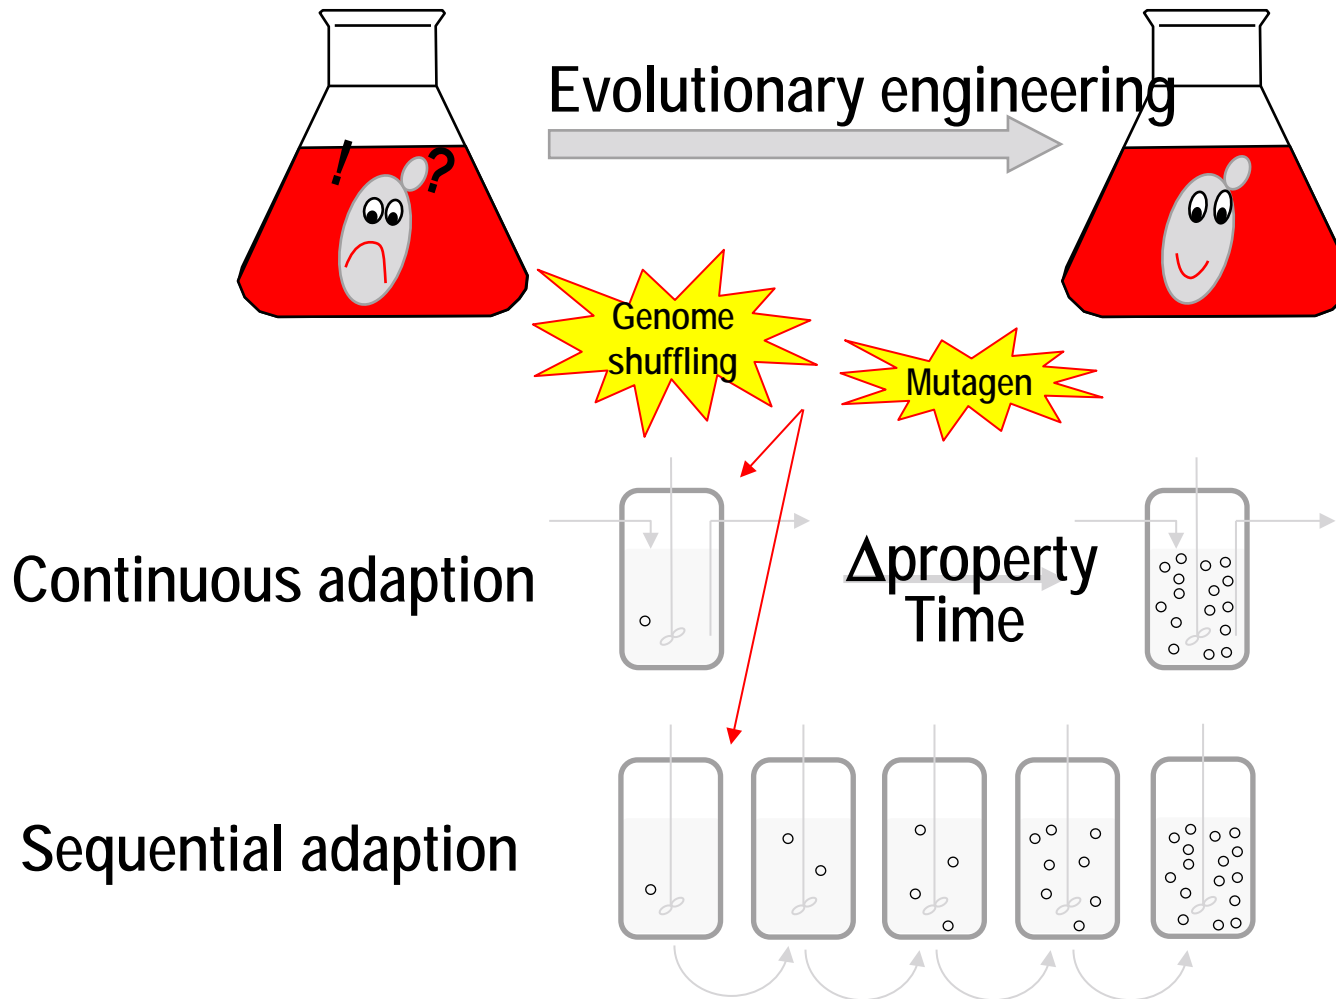 Evolutionary engineering
! ?
Genome
shuffling
Mutagen
Continuous adaption
Δproperty
Time
Sequential adaption